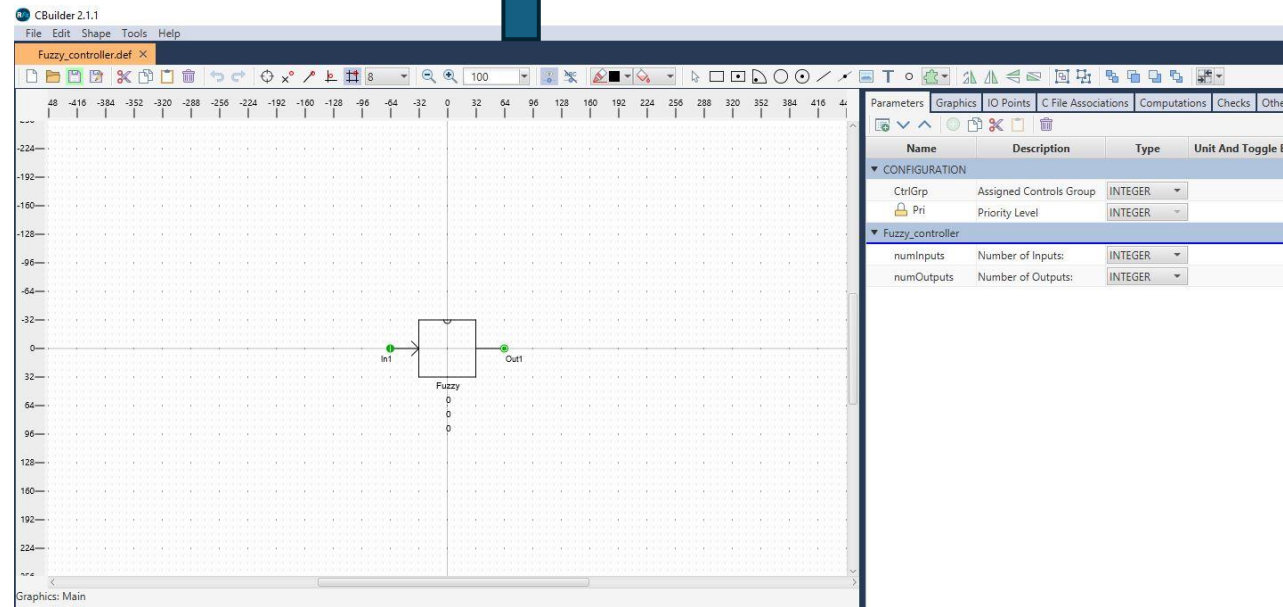 CBuilder 2.1.1
File Edit Shape Tools Help
Fuzzy_controller.def ×
8 100 T
48 -416 -384 -352 -320 -288 -256 -224 -192 -160 -128 -96 -64 -32 0 32 64 96 128 160 192 224 256 288 320 352 384 416
-224
-192
-160
-128
-96
-64
-32
0
32
64
96
128
160
192
224
In1
Out1
Fuzzy
0
0
0
Graphics: Main
Parameters Graphics IO Points C File Associations Computations Checks Othe
Name Description Type Unit And Toggle
CONFIGURATION
CtrlGrp Assigned Controls Group INTEGER
Pri Priority Level INTEGER
Fuzzy_controller
numInputs Number of Inputs: INTEGER
numOutputs Number of Outputs: INTEGER